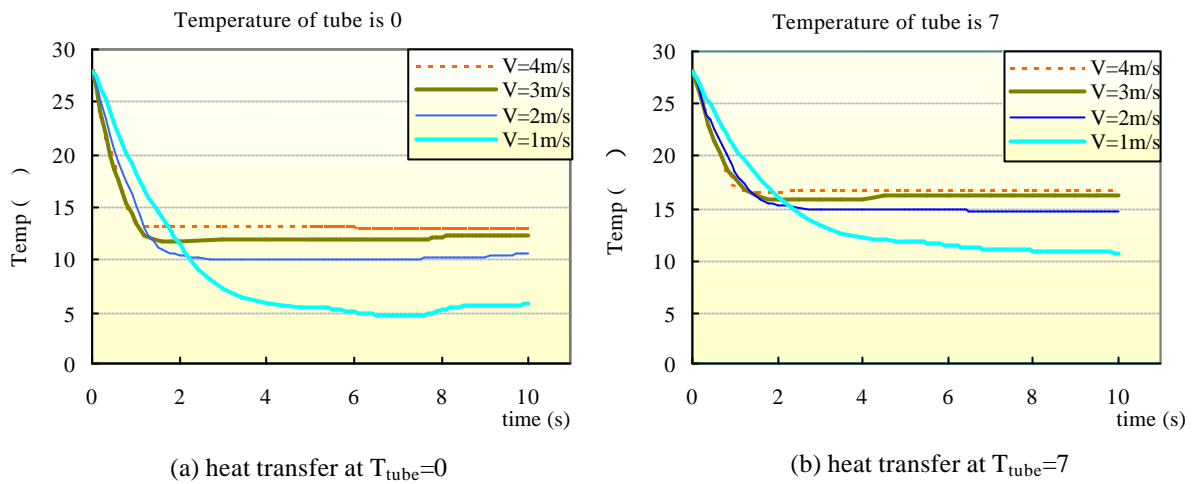 Temperature of tube is 0
30
25
20
15
10
5
0
Temp ( )
V=4m/s
V=3m/s
V=2m/s
V=1m/s
0 2 4 6 8 10
time (s)
(a) heat transfer at Ttube=0
Temperature of tube is 7
30
25
20
15
10
5
0
Temp ( )
V=4m/s
V=3m/s
V=2m/s
V=1m/s
0 2 4 6 8 10
time (s)
(b) heat transfer at Ttube=7